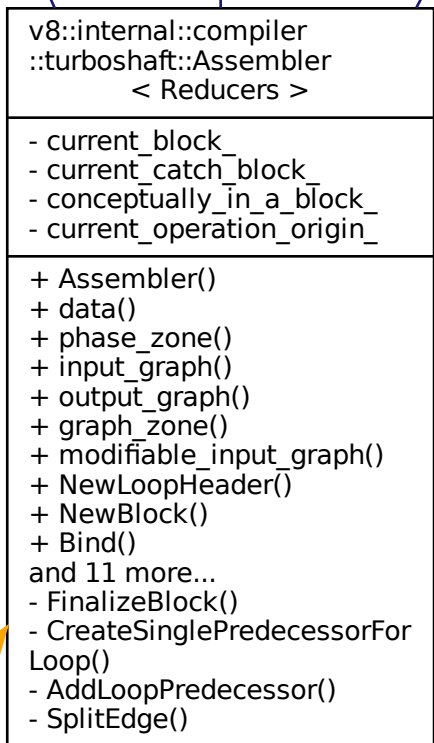 v8::internal::compiler
::turboshaft::Assembler
< Reducers >
- current_block_
- current_catch_block_
- conceptually_in_a_block_
- current_operation_origin_
+ Assembler()
+ data()
+ phase_zone()
+ input_graph()
+ output_graph()
+ graph_zone()
+ modifiable_input_graph()
+ NewLoopHeader()
+ NewBlock()
+ Bind()
and 11 more...
- FinalizeBlock()
- CreateSinglePredecessorFor
Loop()
- AddLoopPredecessor()
- SplitEdge()